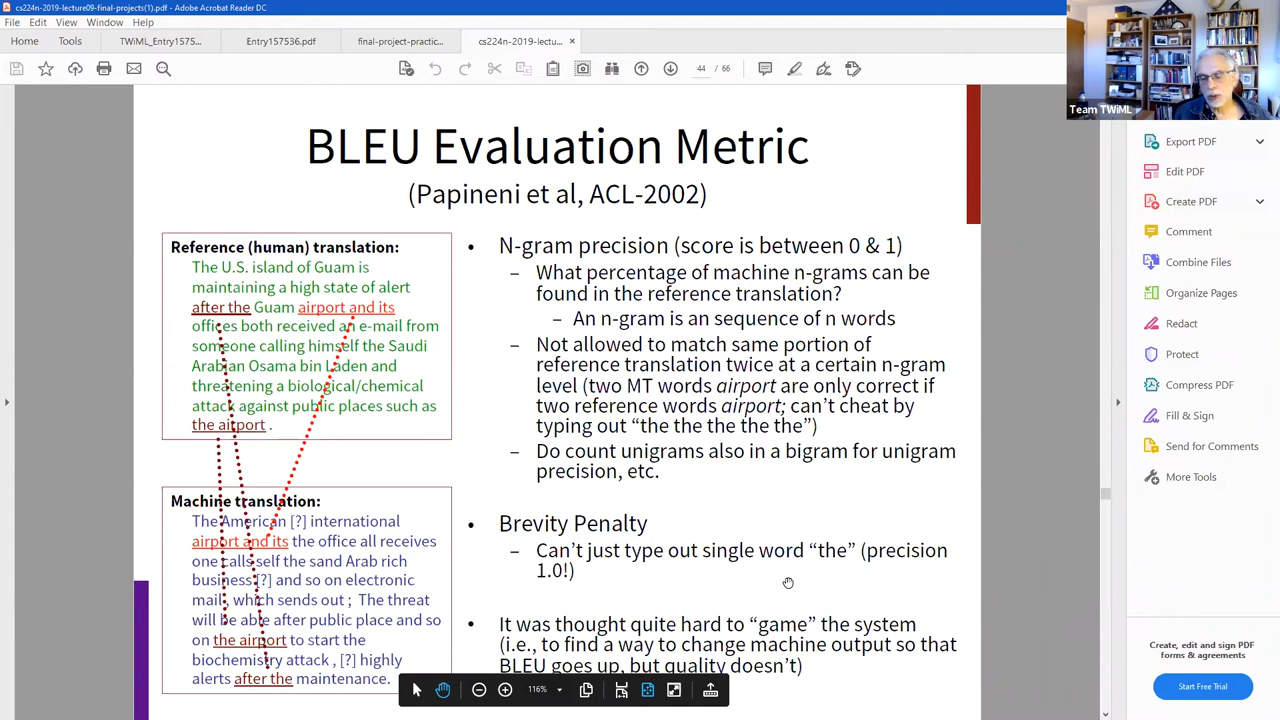 cs224n-2019-lecture09-final-projects(1).pdf - Adobe Acrobat Reader DC
File Edit View Window Help
Home Tools TWiML_Entry1575... Entry157536.pdf final-project-practic... cs224n-2019-lectu... ×
44 / 66
Team TWiML
BLEU Evaluation Metric
(Papineni et al, ACL-2002)
Reference (human) translation:
The U.S. island of Guam is
maintaining a high state of alert
after the Guam airport and its
offices both received an e-mail from
someone calling himself the Saudi
Arabian Osama bin Laden and
threatening a biological/chemical
attack against public places such as
the airport .
Machine translation:
The American [?] international
airport and its the office all receives
one calls self the sand Arab rich
business [?] and so on electronic
mail , which sends out ; The threat
will be able after public place and so
on the airport to start the
biochemistry attack , [?] highly
alerts after the maintenance.
• N-gram precision (score is between 0 & 1)
– What percentage of machine n-grams can be
found in the reference translation?
– An n-gram is an sequence of n words
– Not allowed to match same portion of
reference translation twice at a certain n-gram
level (two MT words airport are only correct if
two reference words airport; can't cheat by
typing out "the the the the the")
– Do count unigrams also in a bigram for unigram
precision, etc.
• Brevity Penalty
– Can't just type out single word "the" (precision
1.0!)
• It was thought quite hard to "game" the system
(i.e., to find a way to change machine output so that
BLEU goes up, but quality doesn't)
116%
Export PDF
Edit PDF
Create PDF
Comment
Combine Files
Organize Pages
Redact
Protect
Compress PDF
Fill & Sign
Send for Comments
More Tools
Create, edit and sign PDF
forms & agreements
Start Free Trial